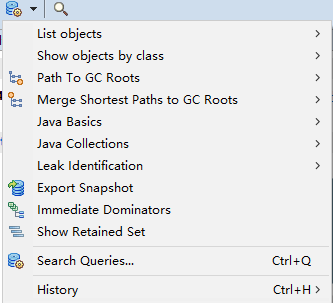 List objects
Show objects by class
Path To GC Roots
Merge Shortest Paths to GC Roots
Java Basics
Java Collections
Leak Identification
Export Snapshot
Immediate Dominators
Show Retained Set
Search Queries... Ctrl+Q
History Ctrl+H